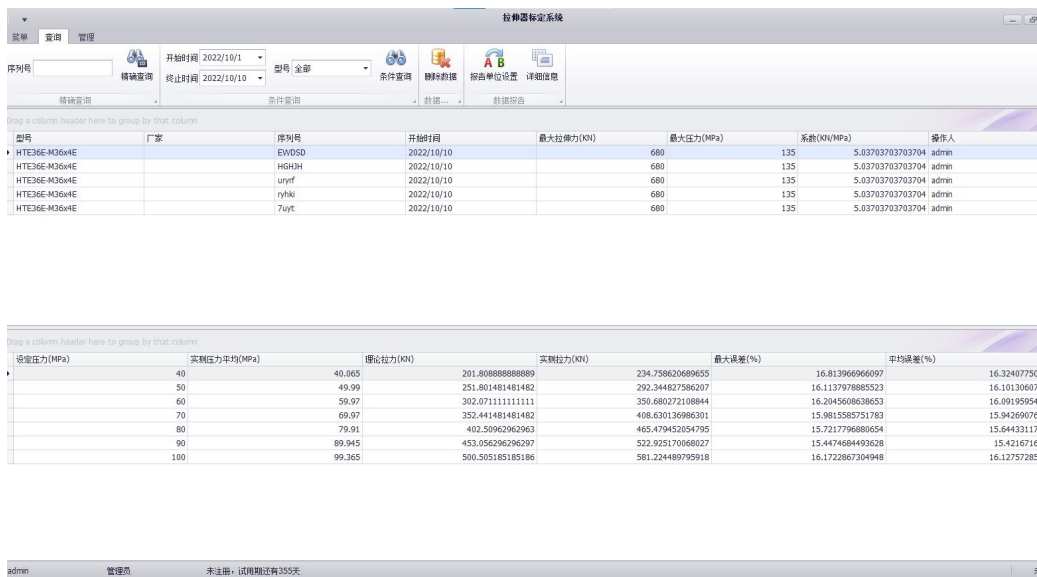 拉伸器标定系统
菜单 查询 管理
序列号 精确查询 开始时间 2022/10/1 终止时间 2022/10/10 型号 全部 条件查询 删除数据 报告单位设置 详细信息
精确查询 条件查询 数据... 数据报告
Drag a column header here to group by that column
型号 厂家 序列号 开始时间 最大拉伸力(KN) 最大压力(MPa) 系数(KN/MPa) 操作人
HTE36E-M36x4E EWDSD 2022/10/10 680 135 5.03703703703704 admin
HTE36E-M36x4E HGHJH 2022/10/10 680 135 5.03703703703704 admin
HTE36E-M36x4E uryrf 2022/10/10 680 135 5.03703703703704 admin
HTE36E-M36x4E ryhki 2022/10/10 680 135 5.03703703703704 admin
HTE36E-M36x4E 7uyt 2022/10/10 680 135 5.03703703703704 admin
Drag a column header here to group by that column
设定压力(MPa) 实测压力平均(MPa) 理论拉力(KN) 实测拉力(KN) 最大误差(%) 平均误差(%)
40 40.065 201.808888888889 234.758620689655 16.813966966097 16.32407750
50 49.99 251.801481481482 292.344827586207 16.1137978885523 16.10130607
60 59.97 302.071111111111 350.680272108844 16.2045608638653 16.09195954
70 69.97 352.441481481482 408.630136986301 15.9815585751783 15.94269076
80 79.91 402.50962962963 465.479452054795 15.7217796880654 15.64433117
90 89.945 453.056296296297 522.925170068027 15.4474684493628 15.4216716
100 99.365 500.505185185186 581.224489795918 16.1722867304948 16.12757285
admin 管理员 未注册，试用期还有355天